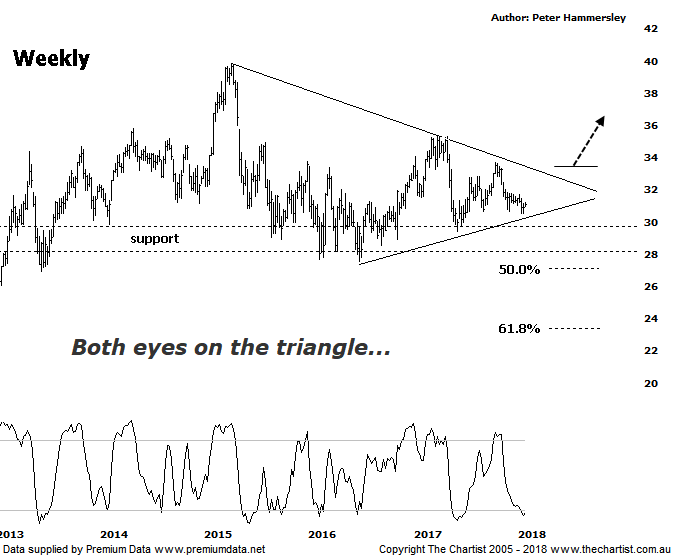 Author: Peter Hammersley
Weekly
42
40
38
36
34
32
30
28
26
24
22
20
support
50.0%
61.8%
Both eyes on the triangle...
2013 2014 2015 2016 2017 2018
Data supplied by Premium Data www.premiumdata.net
Copyright The Chartist 2005 - 2018 www.thechartist.com.au